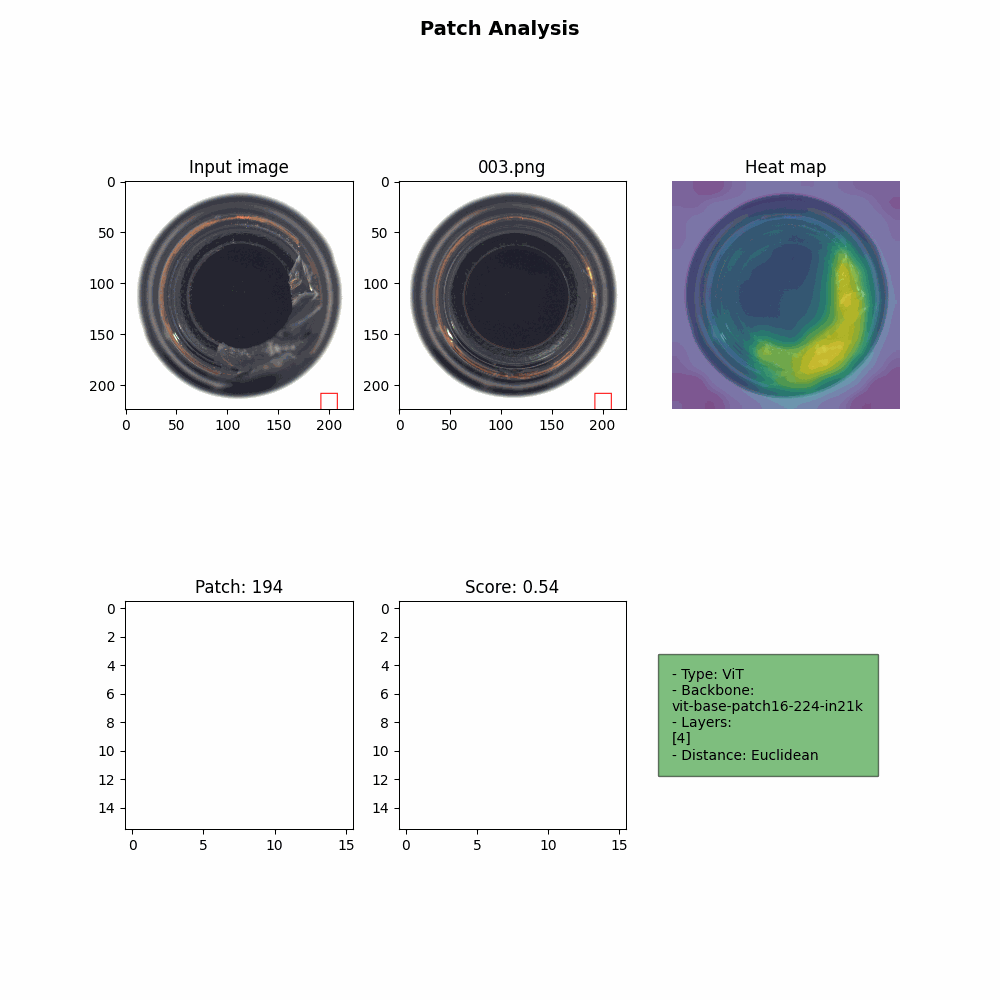 Patch Analysis
Input image
003.png
Heat map
0
50
100
150
200
0 50 100 150 200
0
50
100
150
200
0 50 100 150 200
Patch: 194
Score: 0.54
0
2
4
6
8
10
12
14
0 5 10 15
0
2
4
6
8
10
12
14
0 5 10 15
- Type: ViT
- Backbone:
vit-base-patch16-224-in21k
- Layers:
[4]
- Distance: Euclidean